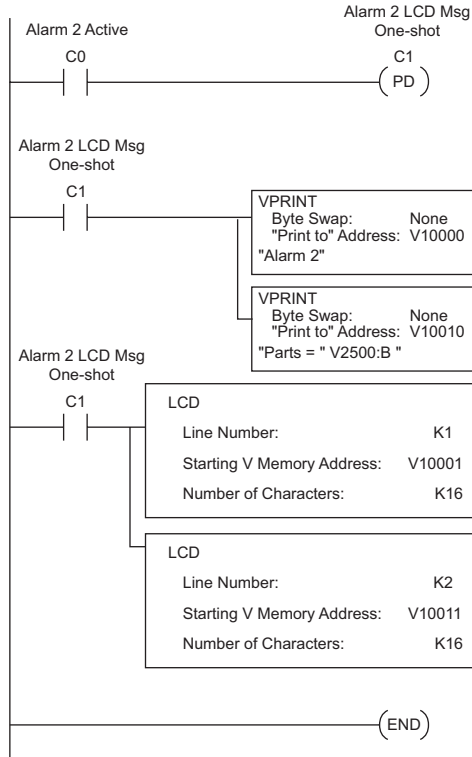 Alarm 2 Active
Alarm 2 LCD Msg
One-shot
C0
C1
PD
Alarm 2 LCD Msg
One-shot
C1
VPRINT
Byte Swap: None
"Print to" Address: V10000
"Alarm 2"
VPRINT
Byte Swap: None
"Print to" Address: V10010
"Parts = " V2500:B "
Alarm 2 LCD Msg
One-shot
C1
LCD
Line Number: K1
Starting V Memory Address: V10001
Number of Characters: K16
LCD
Line Number: K2
Starting V Memory Address: V10011
Number of Characters: K16
END